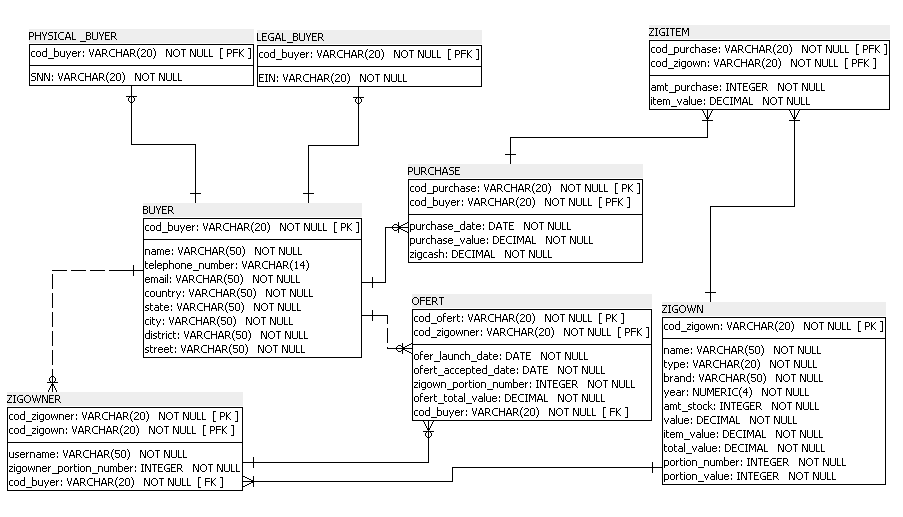 PHYSICAL _BUYER
cod_buyer: VARCHAR(20) NOT NULL [ PFK ]
SNN: VARCHAR(20) NOT NULL
LEGAL_BUYER
cod_buyer: VARCHAR(20) NOT NULL [ PFK ]
EIN: VARCHAR(20) NOT NULL
ZIGITEM
cod_purchase: VARCHAR(20) NOT NULL [ PFK ]
cod_zigown: VARCHAR(20) NOT NULL [ PFK ]
amt_purchase: INTEGER NOT NULL
item_value: DECIMAL NOT NULL
PURCHASE
cod_purchase: VARCHAR(20) NOT NULL [ PK ]
cod_buyer: VARCHAR(20) NOT NULL [ PFK ]
purchase_date: DATE NOT NULL
purchase_value: DECIMAL NOT NULL
zigcash: DECIMAL NOT NULL
BUYER
cod_buyer: VARCHAR(20) NOT NULL [ PK ]
name: VARCHAR(50) NOT NULL
telephone_number: VARCHAR(14)
email: VARCHAR(50) NOT NULL
country: VARCHAR(50) NOT NULL
state: VARCHAR(50) NOT NULL
city: VARCHAR(50) NOT NULL
district: VARCHAR(50) NOT NULL
street: VARCHAR(50) NOT NULL
OFERT
cod_ofert: VARCHAR(20) NOT NULL [ PK ]
cod_zigowner: VARCHAR(20) NOT NULL [ PFK ]
ofer_launch_date: DATE NOT NULL
ofert_accepted_date: DATE NOT NULL
zigown_portion_number: INTEGER NOT NULL
ofert_total_value: DECIMAL NOT NULL
cod_buyer: VARCHAR(20) NOT NULL [ FK ]
ZIGOWN
cod_zigown: VARCHAR(20) NOT NULL [ PK ]
name: VARCHAR(50) NOT NULL
type: VARCHAR(20) NOT NULL
brand: VARCHAR(50) NOT NULL
year: NUMERIC(4) NOT NULL
amt_stock: INTEGER NOT NULL
value: DECIMAL NOT NULL
item_value: DECIMAL NOT NULL
total_value: DECIMAL NOT NULL
portion_number: INTEGER NOT NULL
portion_value: INTEGER NOT NULL
ZIGOWNER
cod_zigowner: VARCHAR(20) NOT NULL [ PK ]
cod_zigown: VARCHAR(20) NOT NULL [ PFK ]
username: VARCHAR(50) NOT NULL
zigowner_portion_number: INTEGER NOT NULL
cod_buyer: VARCHAR(20) NOT NULL [ FK ]